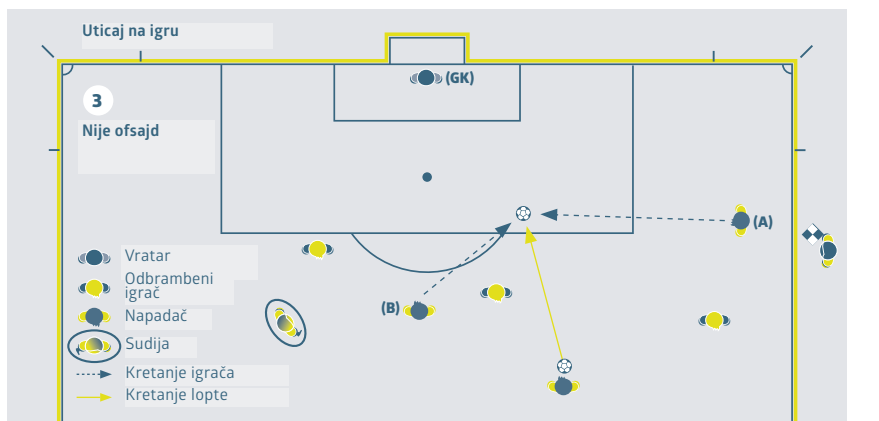 Uticaj na igru
(GK)
3
Nije ofsajd
(A)
(B)
Vratar
Odbrambeni
igrač
Napadač
Sudija
Kretanje igrača
Kretanje lopte